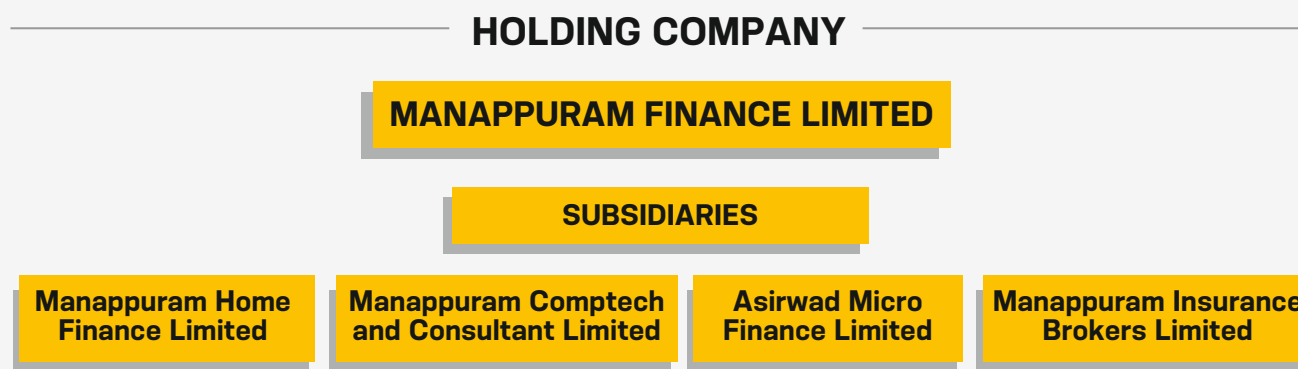 HOLDING COMPANY
MANAPPURAM FINANCE LIMITED
SUBSIDIARIES
Manappuram Home
Finance Limited
Manappuram Comptech
and Consultant Limited
Asirwad Micro
Finance Limited
Manappuram Insurance
Brokers Limited